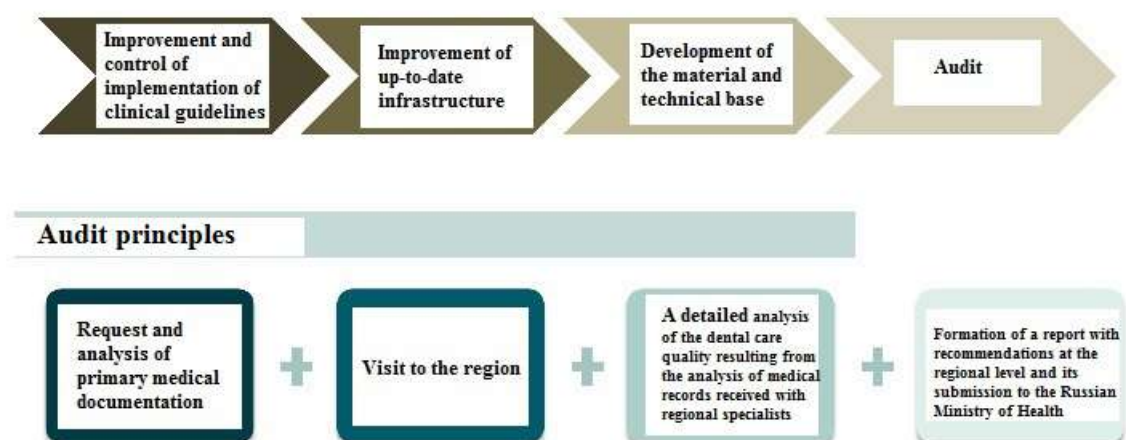 Improvement and
control of
implementation of
clinical guidelines
Improvement of
up-to-date
infrastructure
Development of
the material and
technical base
Audit
Audit principles
Request and
analysis of
primary medical
documentation
Visit to the region
A detailed analysis
of the dental care
quality resulting from
the analysis of medical
records received with
regional specialists
Formation of a report with
recommendations at the
regional level and its
submission to the Russian
Ministry of Health